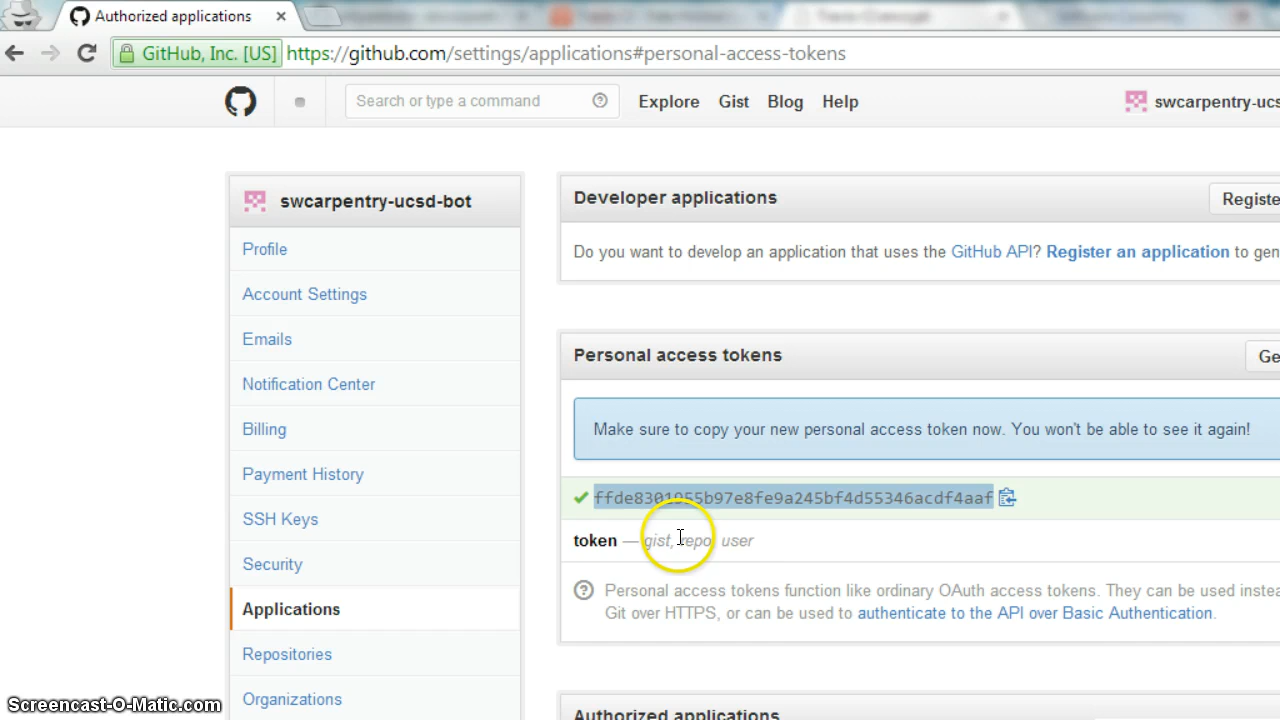 Authorized applications
GitHub, Inc. [US] https://github.com/settings/applications#personal-access-tokens
Search or type a command
Explore Gist Blog Help
swcarpentry-ucs
swcarpentry-ucsd-bot
Profile
Account Settings
Emails
Notification Center
Billing
Payment History
SSH Keys
Security
Applications
Repositories
Organizations
Developer applications
Registe
Do you want to develop an application that uses the GitHub API? Register an application to gen
Personal access tokens
Ge
Make sure to copy your new personal access token now. You won't be able to see it again!
ffde8301955b97e8fe9a245bf4d55346acdf4aaf
token — gist, repo, user
Personal access tokens function like ordinary OAuth access tokens. They can be used inste
Git over HTTPS, or can be used to authenticate to the API over Basic Authentication.
Authorized applications
Screencast-O-Matic.com